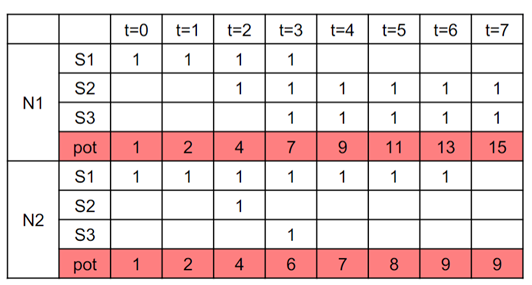 t=0 t=1 t=2 t=3 t=4 t=5 t=6 t=7
N1
S1 1 1 1 1
S2 1 1 1 1 1 1
S3 1 1 1 1 1
pot 1 2 4 7 9 11 13 15
N2
S1 1 1 1 1 1 1 1
S2 1
S3 1
pot 1 2 4 6 7 8 9 9